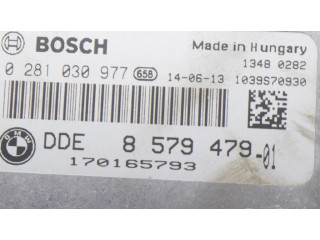 BOSCH
Made in Hungary
1348 0282
0 281 030 977 658 14-06-13 1039S70930
BMW
DDE 8 579 479-01
170165793